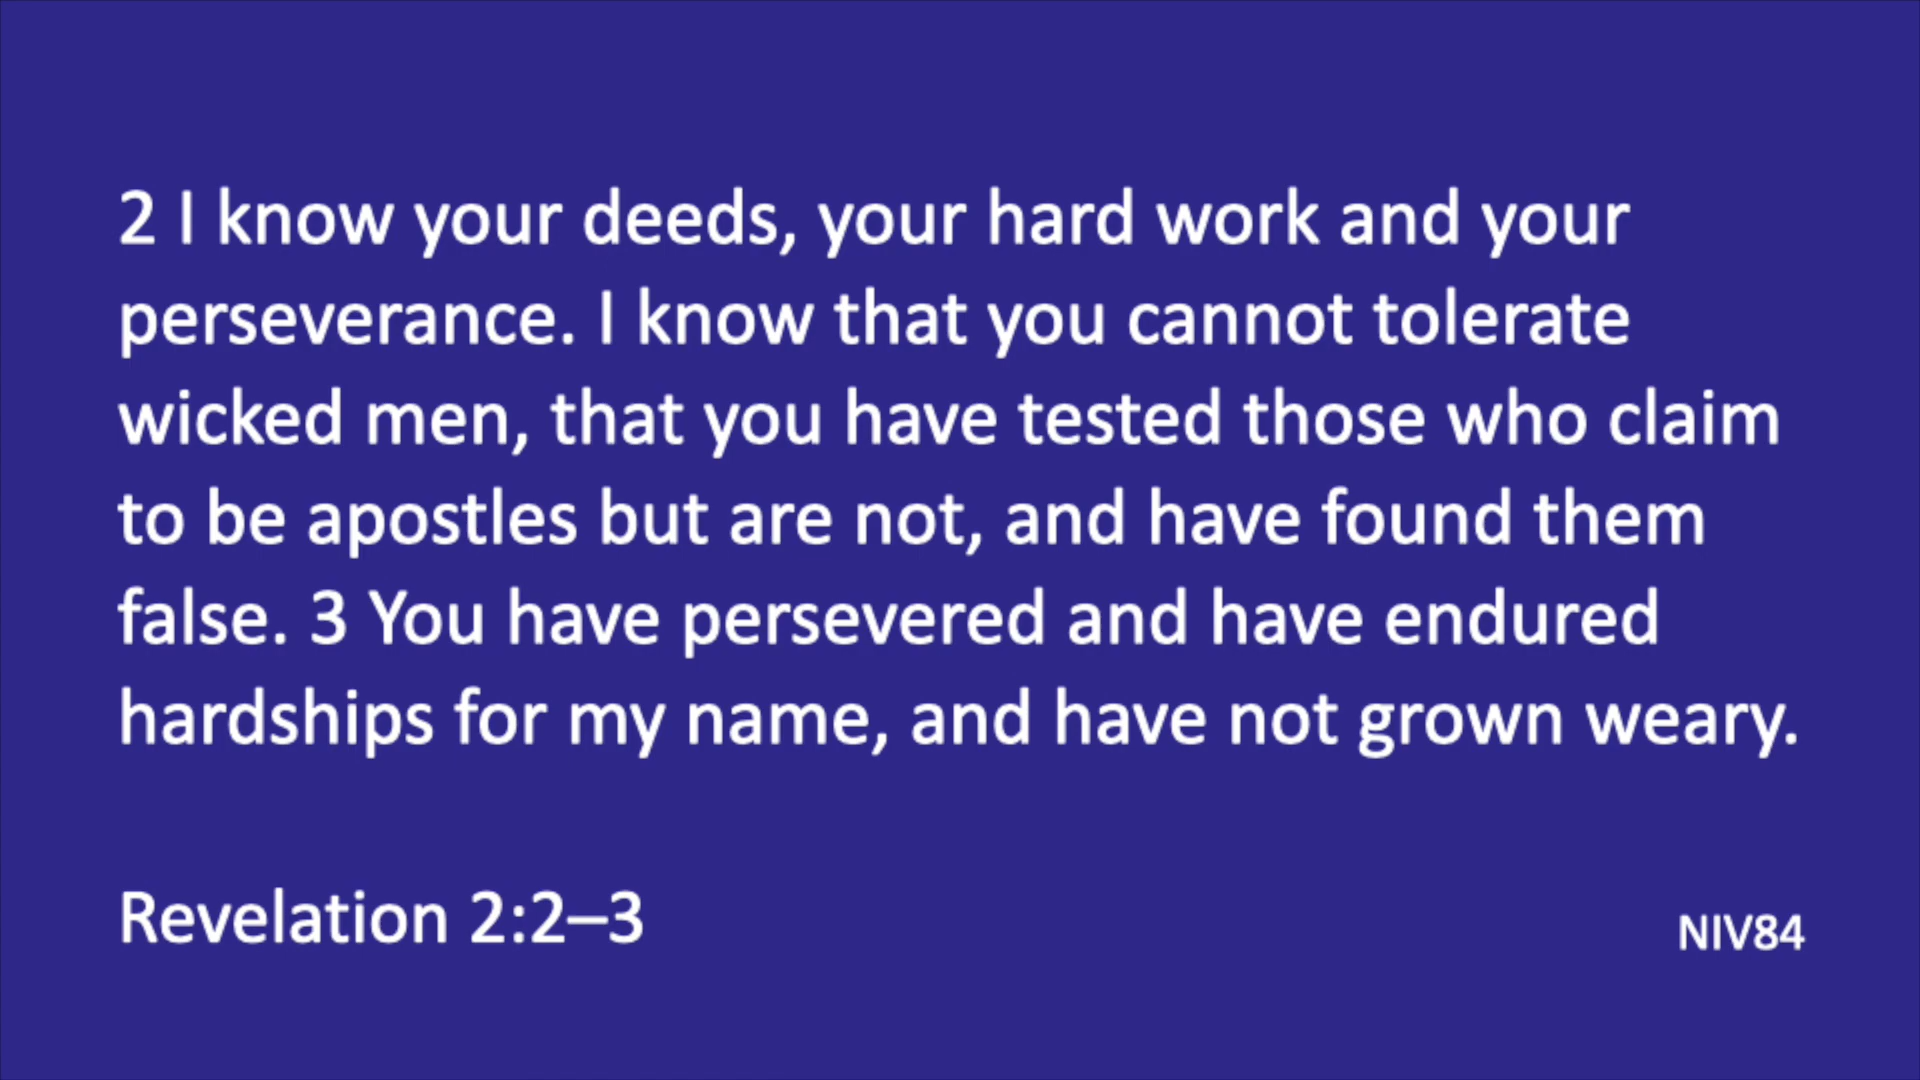 2 I know your deeds, your hard work and your
perseverance. I know that you cannot tolerate
wicked men, that you have tested those who claim
to be apostles but are not, and have found them
false. 3 You have persevered and have endured
hardships for my name, and have not grown weary.
Revelation 2:2–3
NIV84